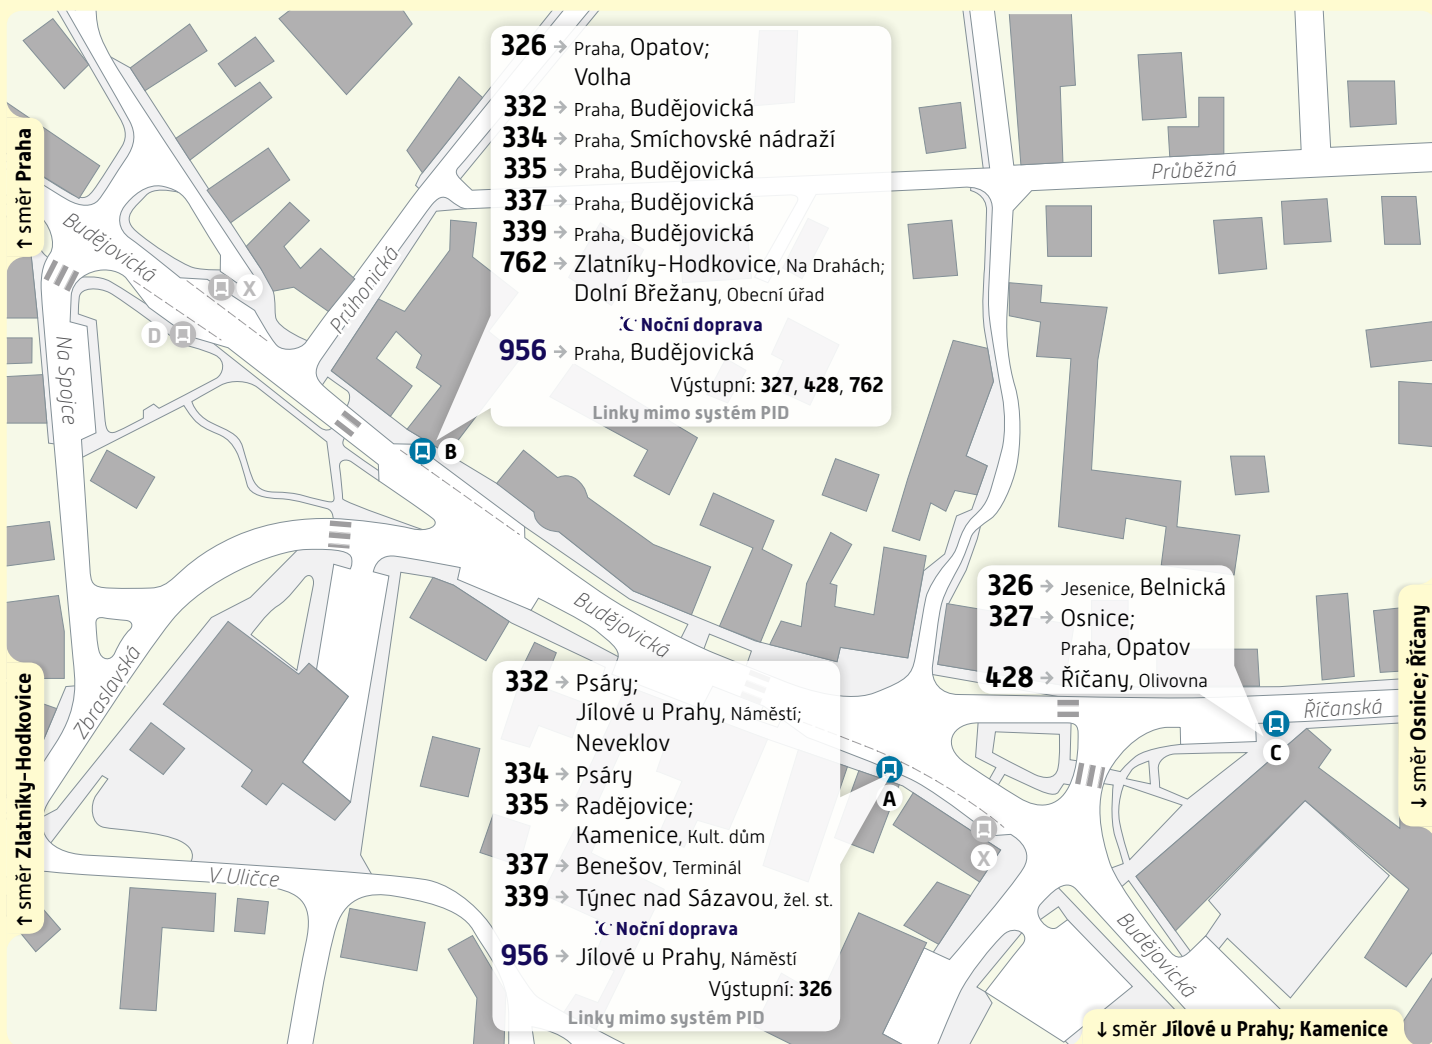 326 → Praha, Opatov;
Volha
332 → Praha, Budějovická
334 → Praha, Smíchovské nádraží
335 → Praha, Budějovická
337 → Praha, Budějovická
339 → Praha, Budějovická
762 → Zlatníky-Hodkovice, Na Drahách;
Dolní Břežany, Obecní úřad
Noční doprava
956 → Praha, Budějovická
Výstupní: 327, 428, 762
Linky mimo systém PID
↑ směr Praha
Budějovická
Průhonická
Průběžná
X
D
Na Spojce
B
Budějovická
326 → Jesenice, Belnická
327 → Osnice;
Praha, Opatov
428 → Říčany, Olivovna
↓ směr Osnice; Říčany
Říčanská
C
Zbraslavská
↑ směr Zlatníky-Hodkovice
332 → Psáry;
Jílové u Prahy, Náměstí;
Neveklov
334 → Psáry
335 → Radějovice;
Kamenice, Kult. dům
337 → Benešov, Terminál
339 → Týnec nad Sázavou, žel. st.
Noční doprava
956 → Jílové u Prahy, Náměstí
Výstupní: 326
Linky mimo systém PID
A
X
V Uličce
Budějovická
↓ směr Jílové u Prahy; Kamenice